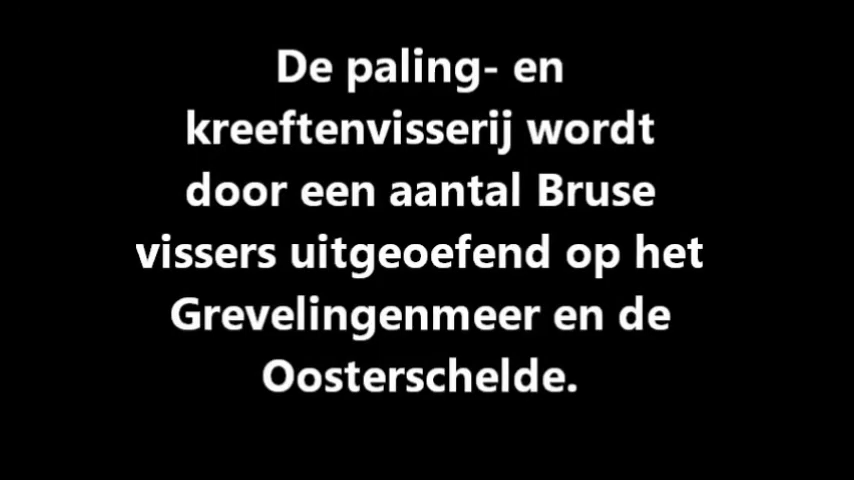 De paling- en
kreeftenvisserij wordt
door een aantal Bruse
vissers uitgeoefend op het
Grevelingenmeer en de
Oosterschelde.